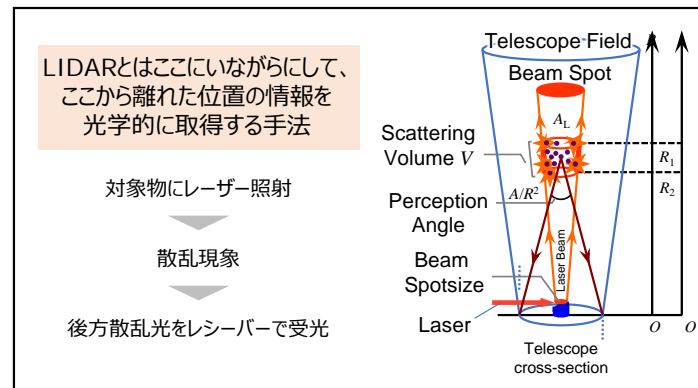 LIDARとはここにいながらにして、
ここから離れた位置の情報を
光学的に取得する手法
対象物にレーザー照射
散乱現象
後方散乱光をレシーバーで受光
Telescope Field
Beam Spot
A_L
Scattering
Volume V
R_1
R_2
A/R²
Perception
Angle
Laser Beam
Beam
Spotsize
Laser
O
O
Telescope
cross-section